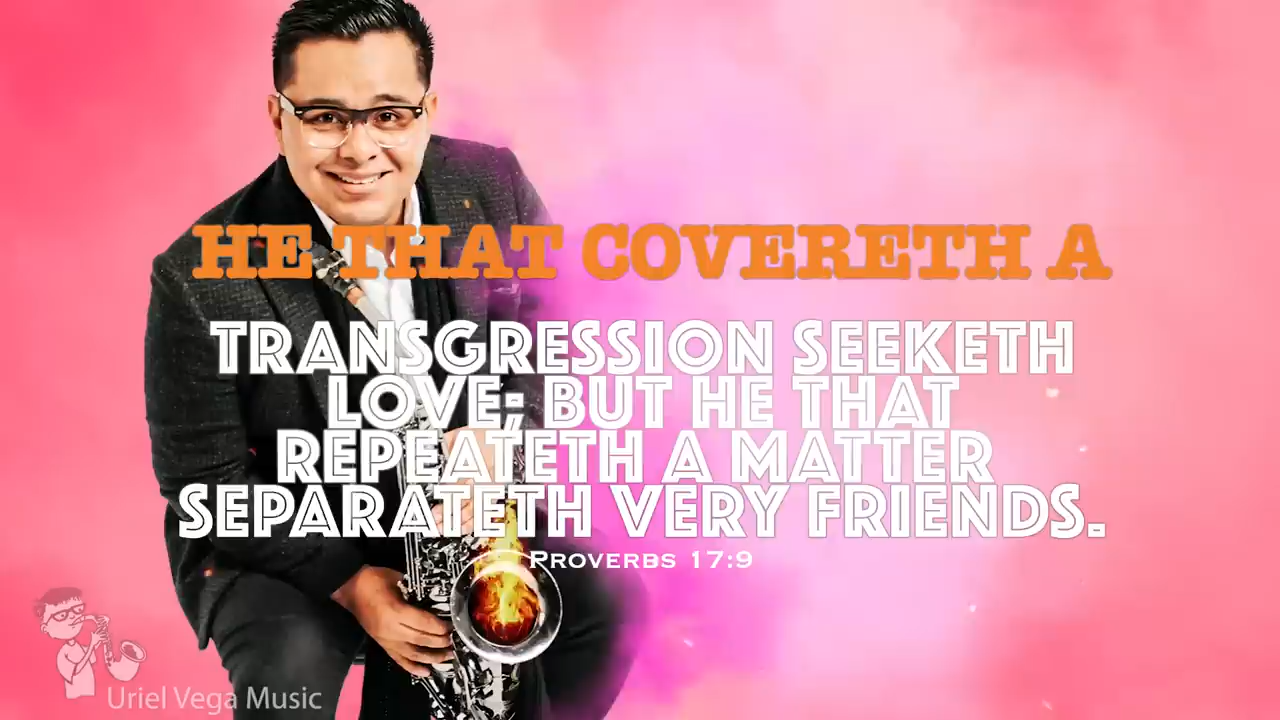 HE THAT COVERETH A
TRANSGRESSION SEEKETH
LOVE; BUT HE THAT
REPEATETH A MATTER
SEPARATETH VERY FRIENDS.
PROVERBS 17:9
Uriel Vega Music